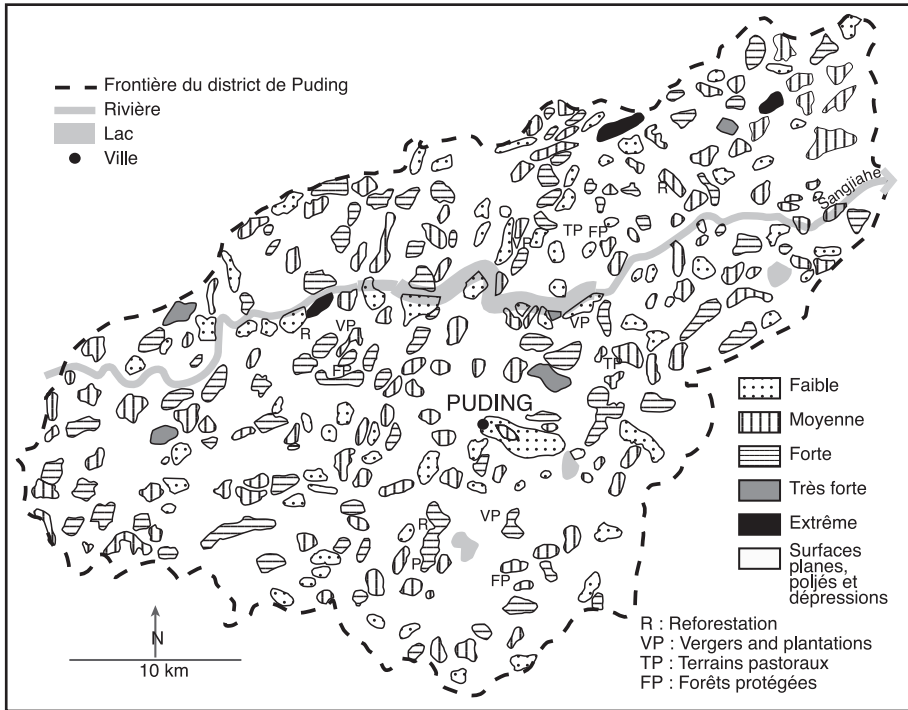 Frontière du district de Puding
Rivière
Lac
Ville
Sangjiahe
R
TP FP
VP
VP
R
VP
FP
TP
PUDING
Faible
Moyenne
Forte
Très forte
Extrême
Surfaces
planes,
poljés et
dépressions
R
VP
P
FP
N
10 km
R : Reforestation
VP : Vergers and plantations
TP : Terrains pastoraux
FP : Forêts protégées